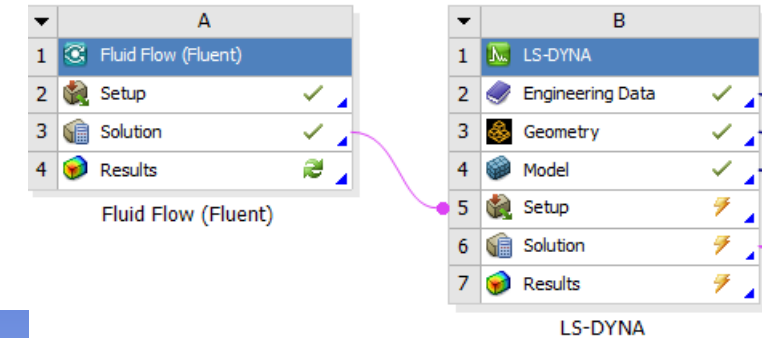 A
1 Fluid Flow (Fluent)
2 Setup
3 Solution
4 Results
Fluid Flow (Fluent)
B
1 LS-DYNA
2 Engineering Data
3 Geometry
4 Model
5 Setup
6 Solution
7 Results
LS-DYNA